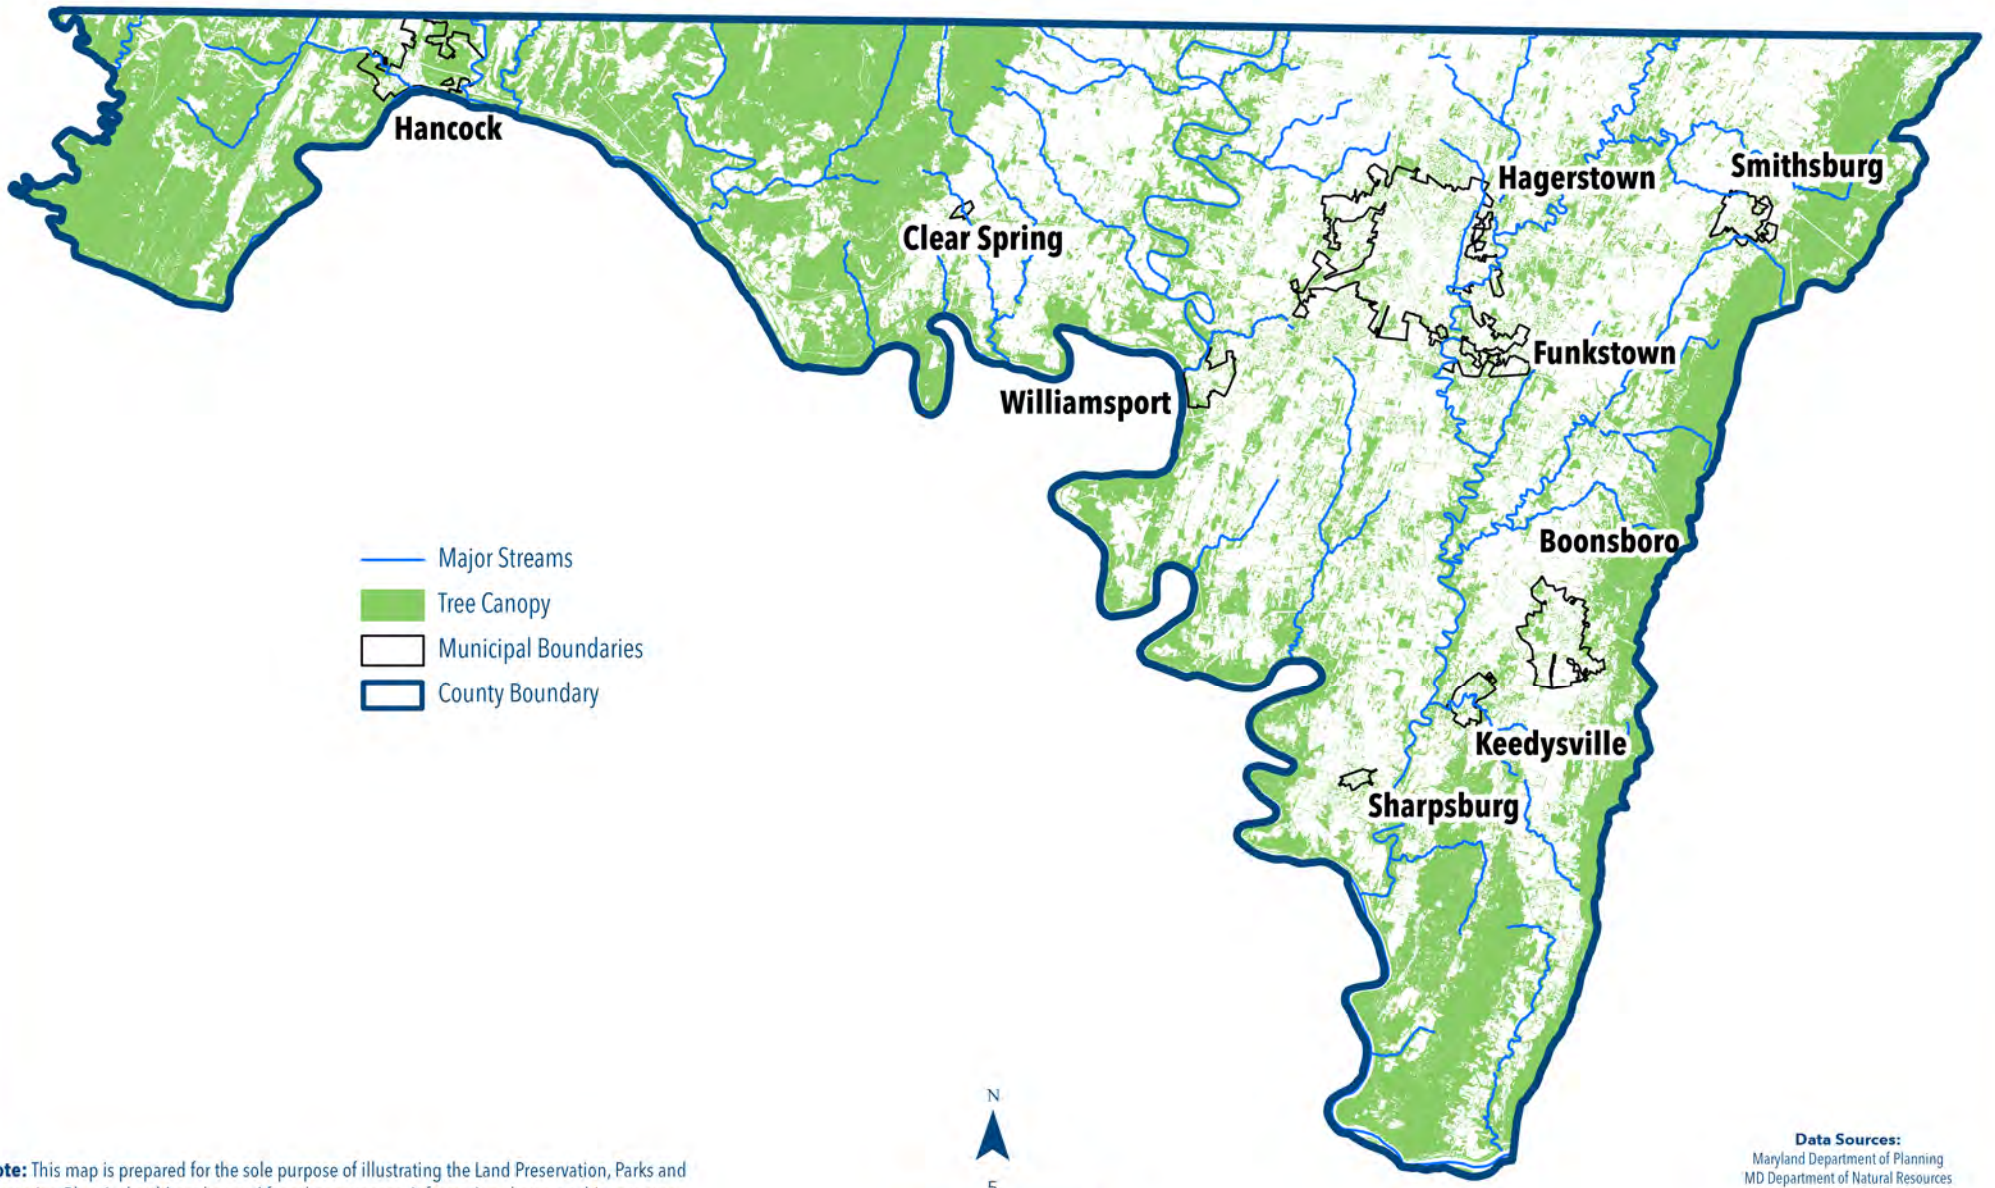 Hancock
Smithsburg
Hagerstown
Clear Spring
Funkstown
Williamsport
Boonsboro
Major Streams
Tree Canopy
Municipal Boundaries
County Boundary
Keedysville
Sharpsburg
N
Data Sources:
Maryland Department of Planning
MD Department of Natural Resources
This map is prepared for the sole purpose of illustrating the Land Preservation, Parks and